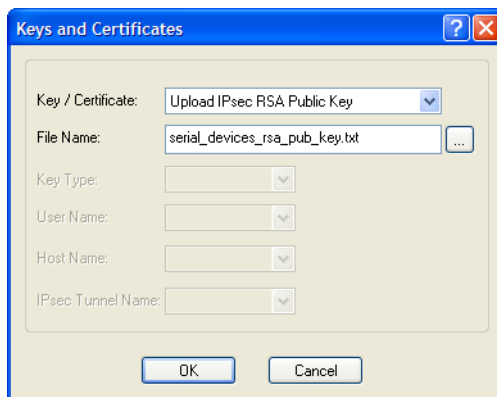 Keys and Certificates
Key / Certificate: Upload IPsec RSA Public Key
File Name: serial_devices_rsa_pub_key.txt ...
Key Type:
User Name:
Host Name:
IPsec Tunnel Name:
OK Cancel